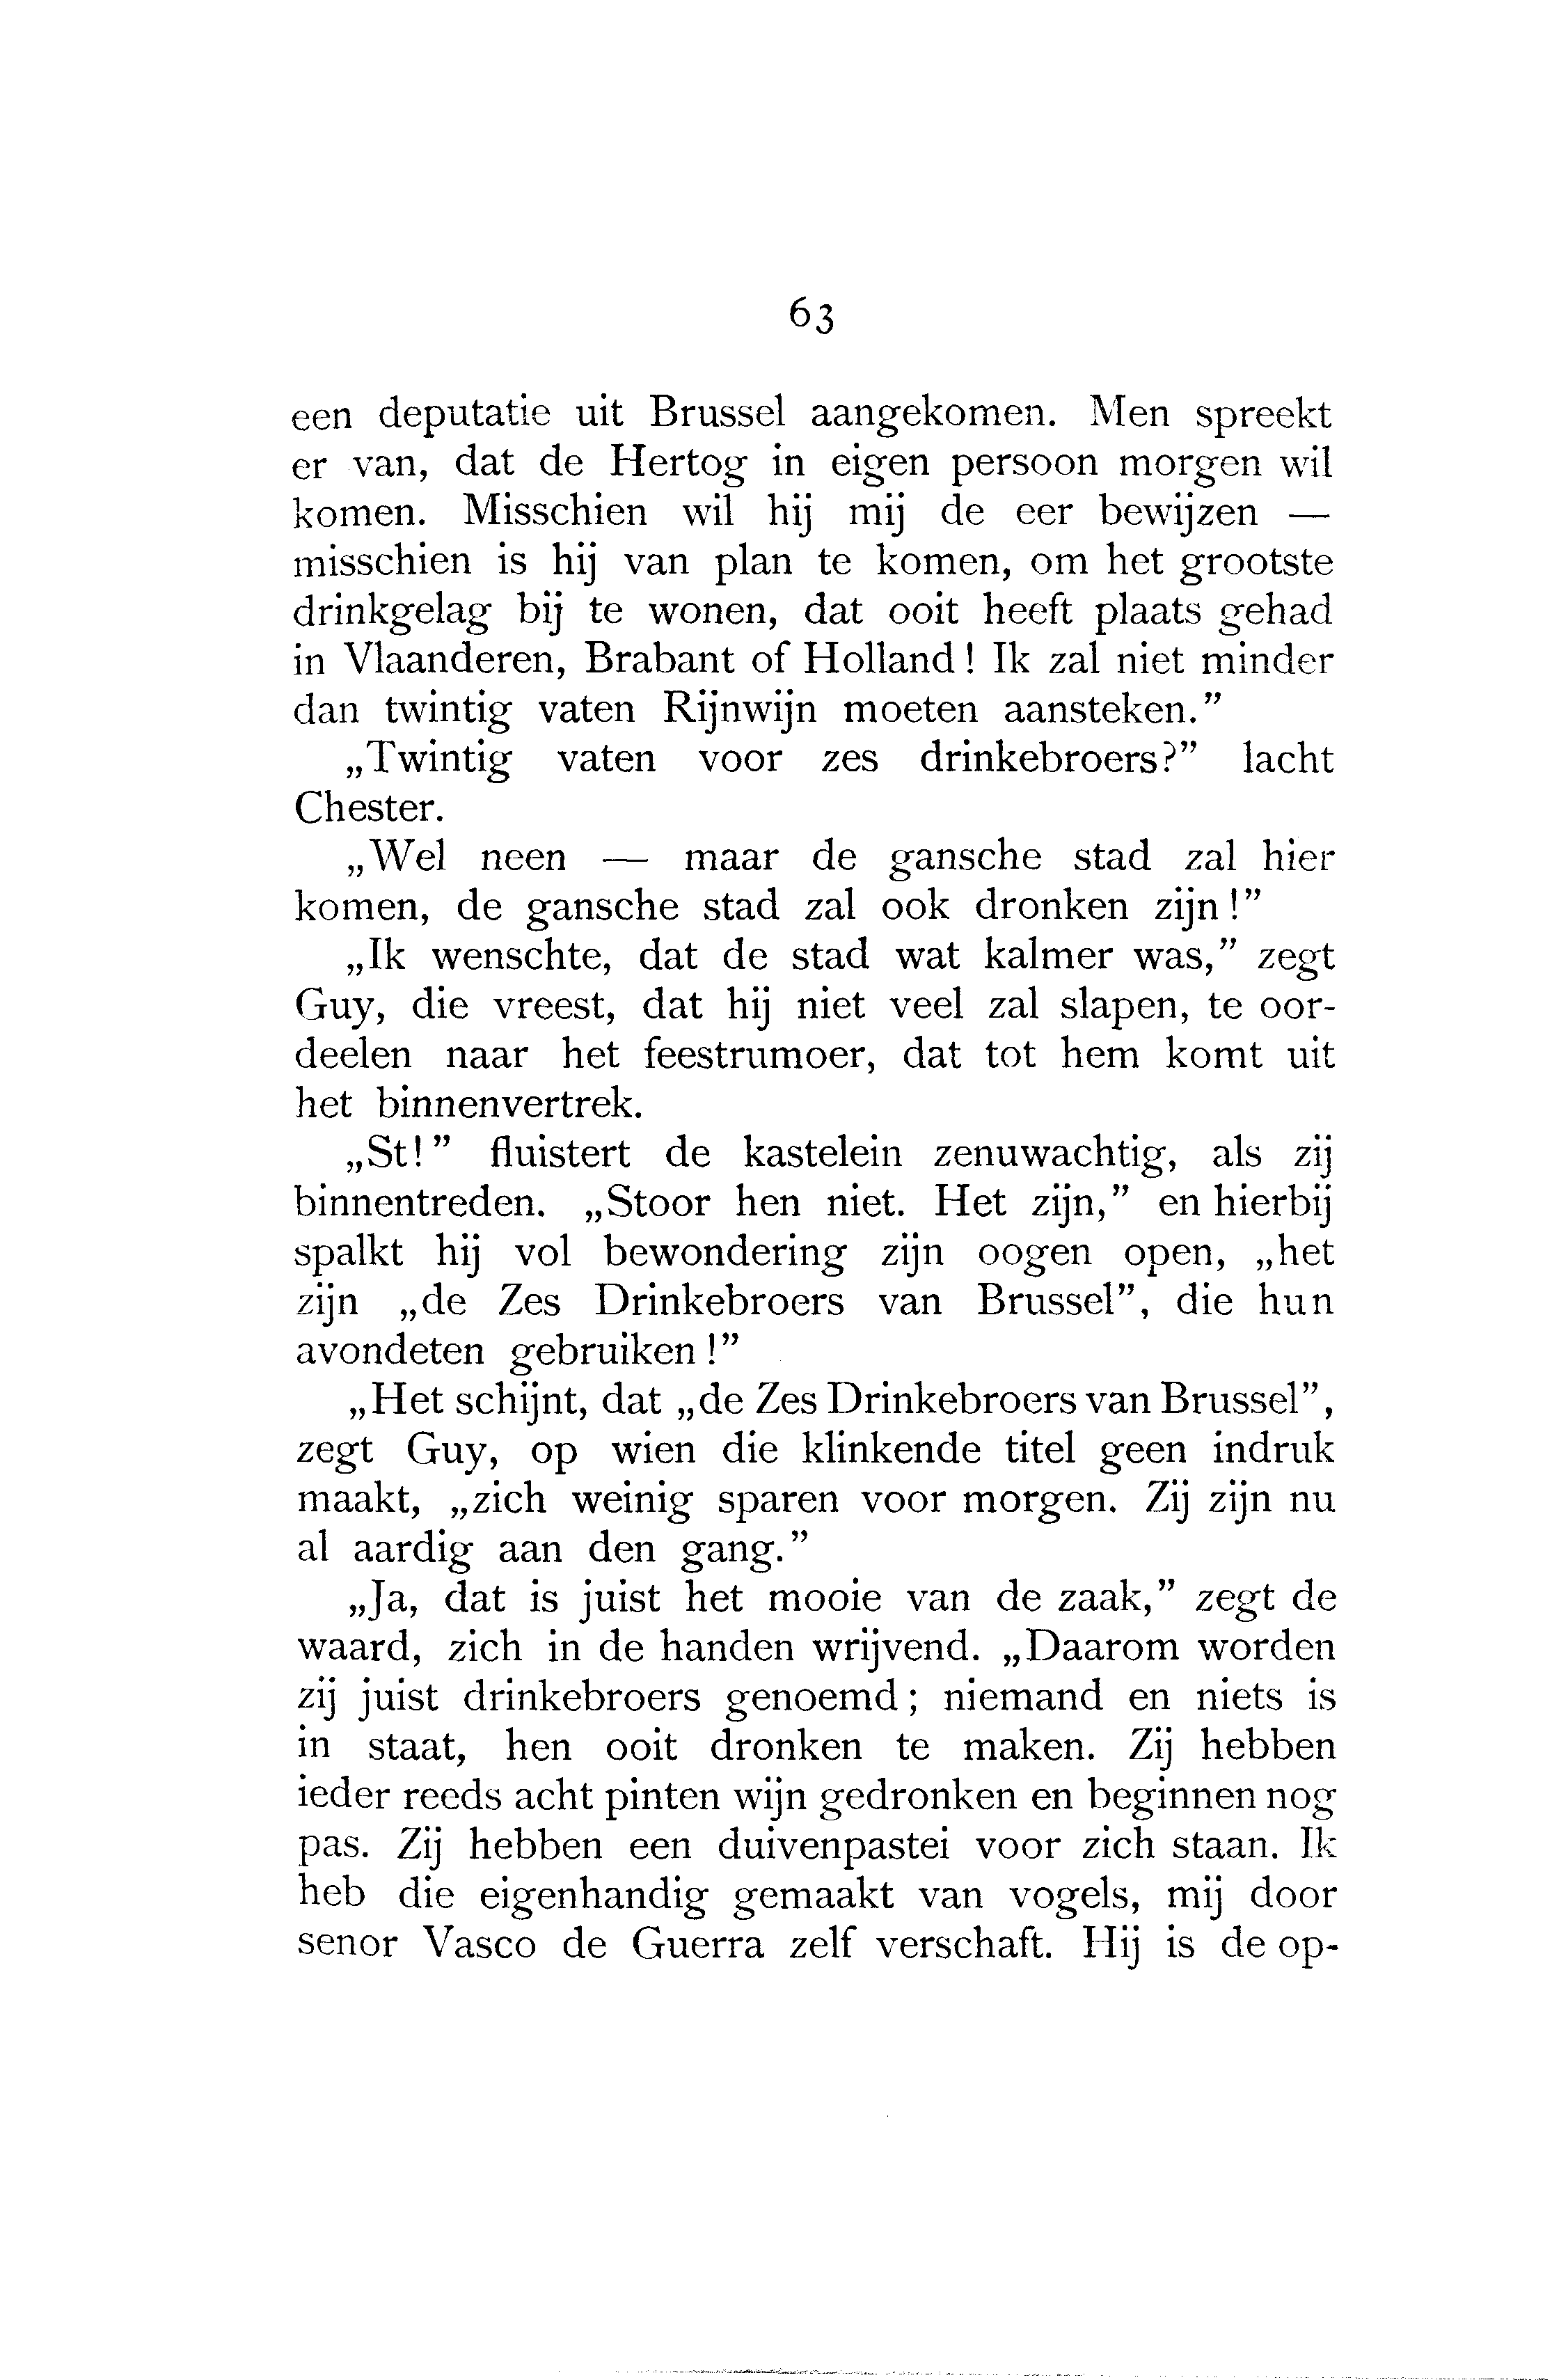 63
een deputatie uit Brussel aangekomen. Men spreekt
er van, dat de Hertog in eigen persoon morgen wil
komen. Misschien wil hij mij de eer bewijzen —
misschien is hij van plan te komen, om het grootste
drinkgelag bij te wonen, dat ooit heeft plaats gehad
in Vlaanderen, Brabant of Holland! Ik zal niet minder
dan twintig vaten Rijnwijn moeten aansteken.”
„Twintig vaten voor zes drinkebroers?” lacht
Chester.
„Wel neen — maar de gansche stad zal hier
komen, de gansche stad zal ook dronken zijn!”
„Ik wenschte, dat de stad wat kalmer was,” zegt
Guy, die vreest, dat hij niet veel zal slapen, te oor-
deelen naar het feestrumoer, dat tot hem komt uit
het binnenvertrek.
„St!” fluistert de kastelein zenuwachtig, als zij
binnentreden. „Stoor hen niet. Het zijn,” en hierbij
spalkt hij vol bewondering zijn oogen open, „het
zijn „de Zes Drinkebroers van Brussel”, die hun
avondeten gebruiken!”
„Het schijnt, dat „de Zes Drinkebroers van Brussel”,
zegt Guy, op wien die klinkende titel geen indruk
maakt, „zich weinig sparen voor morgen. Zij zijn nu
al aardig aan den gang.”
„Ja, dat is juist het mooie van de zaak,” zegt de
waard, zich in de handen wrijvend. „Daarom worden
zij juist drinkebroers genoemd; niemand en niets is
in staat, hen ooit dronken te maken. Zij hebben
ieder reeds acht pinten wijn gedronken en beginnen nog
pas. Zij hebben een duivenpastei voor zich staan. Ik
heb die eigenhandig gemaakt van vogels, mij door
senor Vasco de Guerra zelf verschaft. Hij is de op-